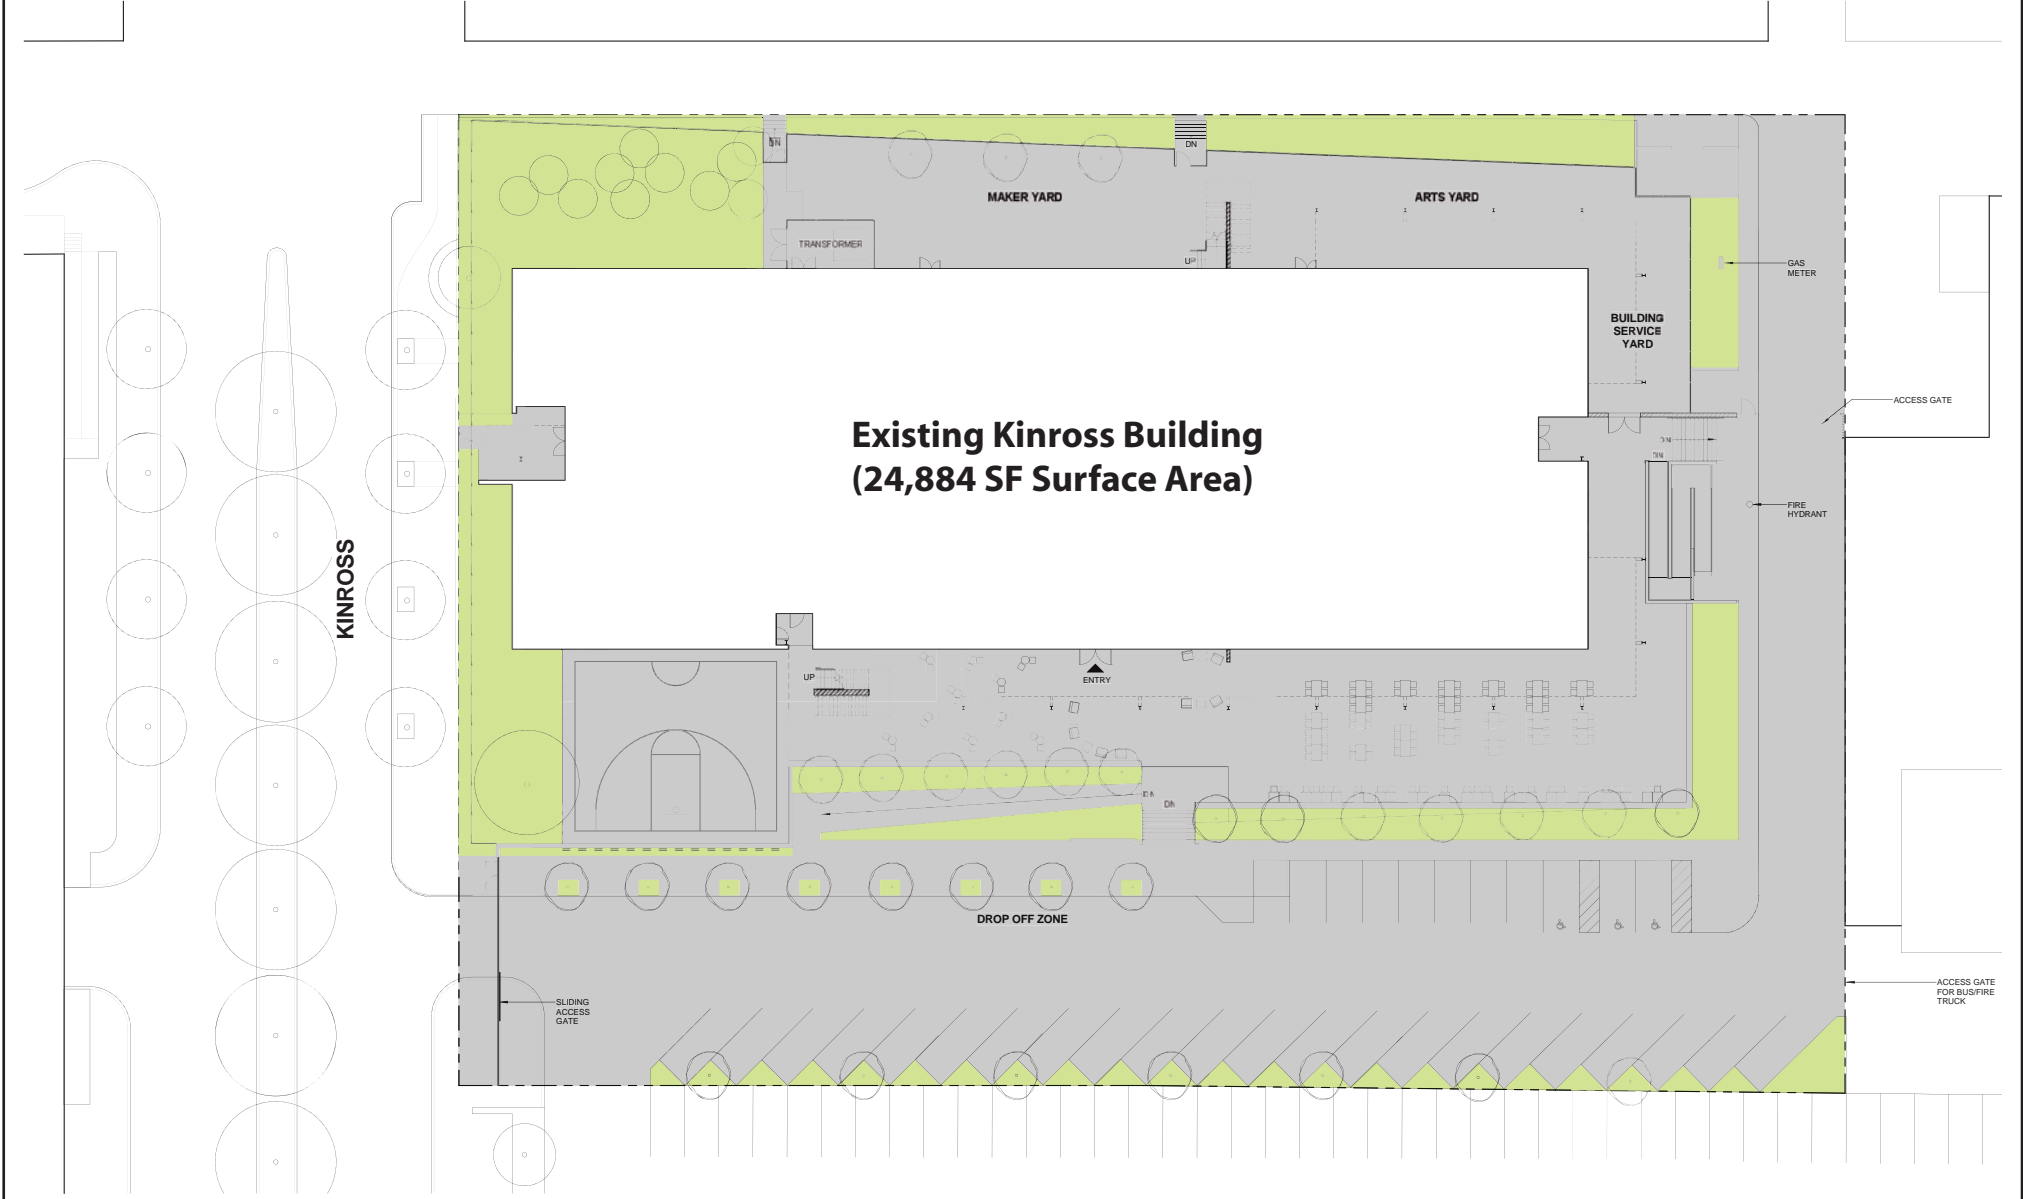 DN
DN
MAKER YARD
ARTS YARD
TRANSFORMER
UP
GAS
METER
BUILDING
SERVICE
YARD
ACCESS GATE
Existing Kinross Building
(24,884 SF Surface Area)
DN
DN
FIRE
HYDRANT
KINROSS
UP
ENTRY
DN
DN
DROP OFF ZONE
SLIDING
ACCESS
GATE
ACCESS GATE
FOR BUS/FIRE
TRUCK